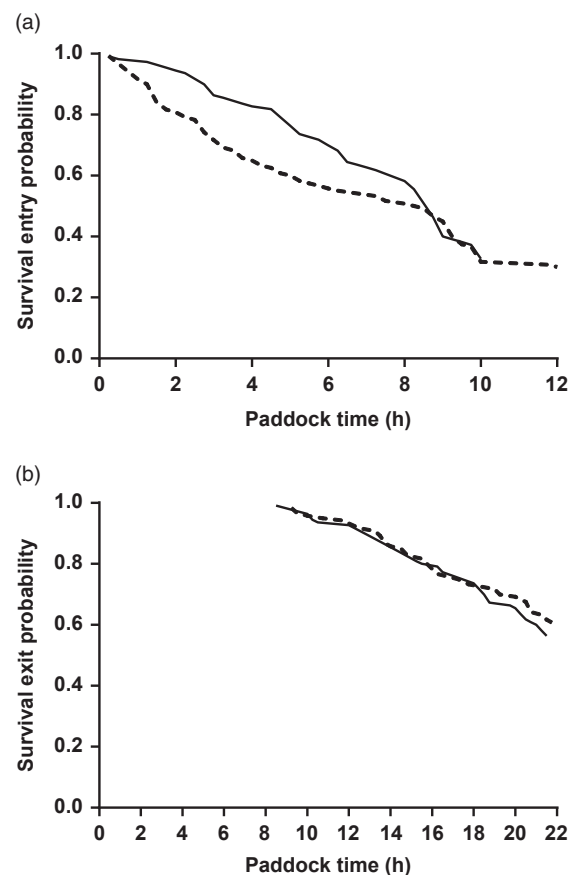 (a)
Survival entry probability
1.0
0.8
0.6
0.4
0.2
0.0
0 2 4 6 8 10 12
Paddock time (h)
(b)
Survival exit probability
1.0
0.8
0.6
0.4
0.2
0.0
0 2 4 6 8 10 12 14 16 18 20 22
Paddock time (h)